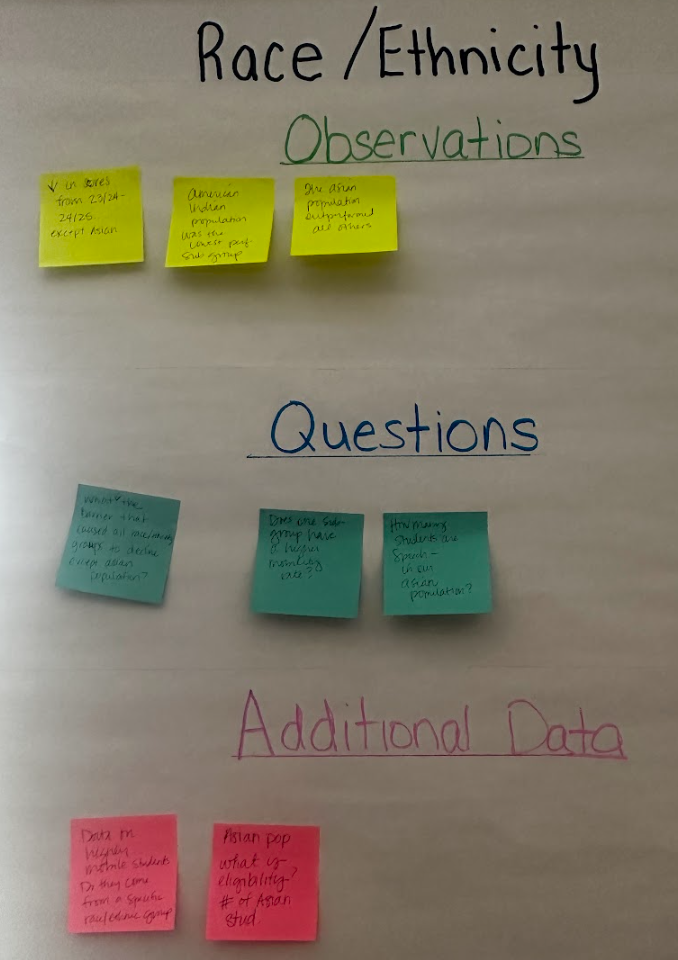 Race / Ethnicity
Observations
↓ in scores
from 23/24-
24/25
except Asian
American
Indian
population
was the
lowest perf-
sub group
The asian
population
outperformed
all others
Questions
What's the
barrier that
caused all race/
groups to decline
except asian
population?
Does one sub-
group have
a higher
mobility
rate?
How many
students are
Speech -
in our
asian
population?
Additional Data
Data on
highly
mobile students
Do they come
from a specific
race/ethnic group
Asian pop
what is
eligibility?
# of Asian
stud.